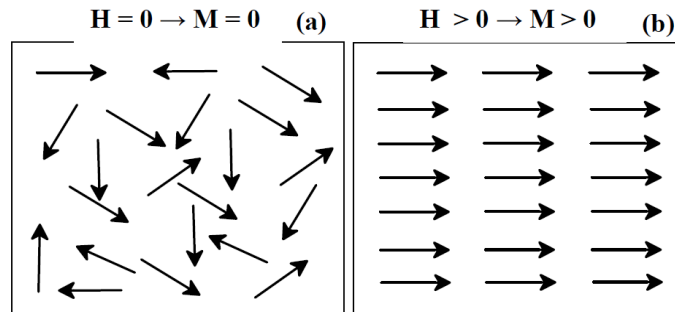 H = 0 → M = 0 (a)
H > 0 → M > 0 (b)